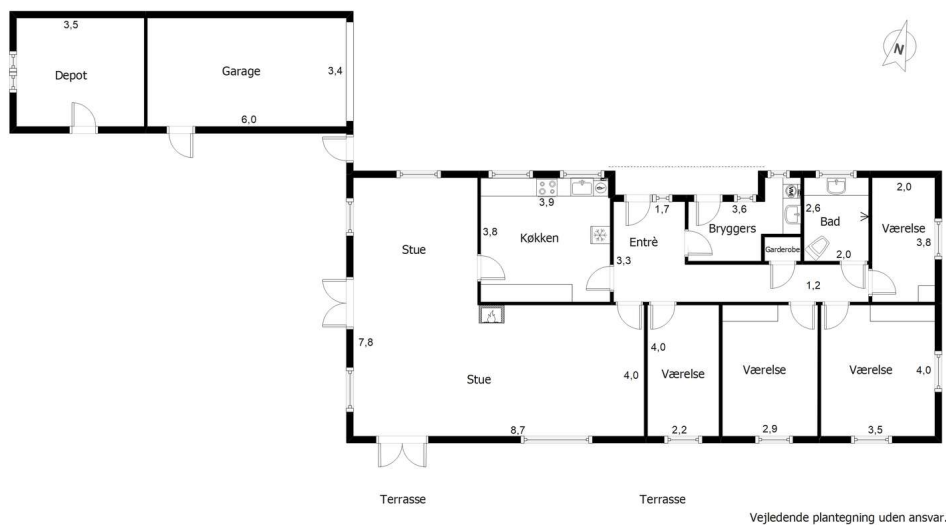 3,5
Depot
Garage
3,4
6,0
N
Stue
3,9
3,8
Køkken
1,7
Entrè
3,3
3,6
Bryggers
Garderobe
2,6
Bad
2,0
2,0
Værelse
3,8
1,2
7,8
Stue
4,0
8,7
4,0
Værelse
2,2
Værelse
2,9
Værelse
4,0
3,5
Terrasse
Terrasse
Vejledende plantegning uden ansvar.